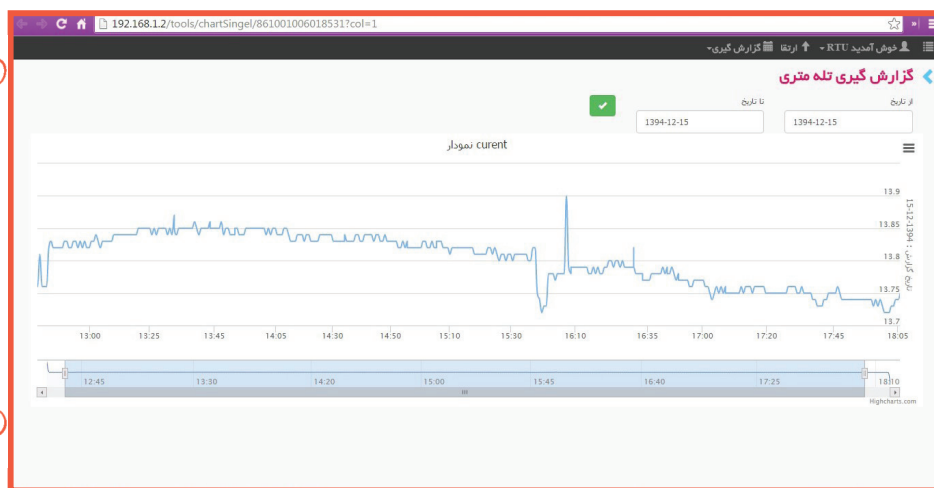 192.168.1.2/tools/chartSingel/861001006018531?col=1
خوش آمدید RTU
ارتقا
گزارش گیری
گزارش گیری تله متری
از تاریخ
تا تاریخ
1394-12-15
1394-12-15
نمودار curent
13.9
13.85
13.8
13.75
13.7
تاریخ گزارش : 1394-12-15
13:00 13:25 13:45 14:05 14:30 14:50 15:10 15:30 16:10 16:35 17:00 17:20 17:45 18:05
12:45 13:30 14:20 15:00 15:45 16:40 17:25 18:10
Highcharts.com